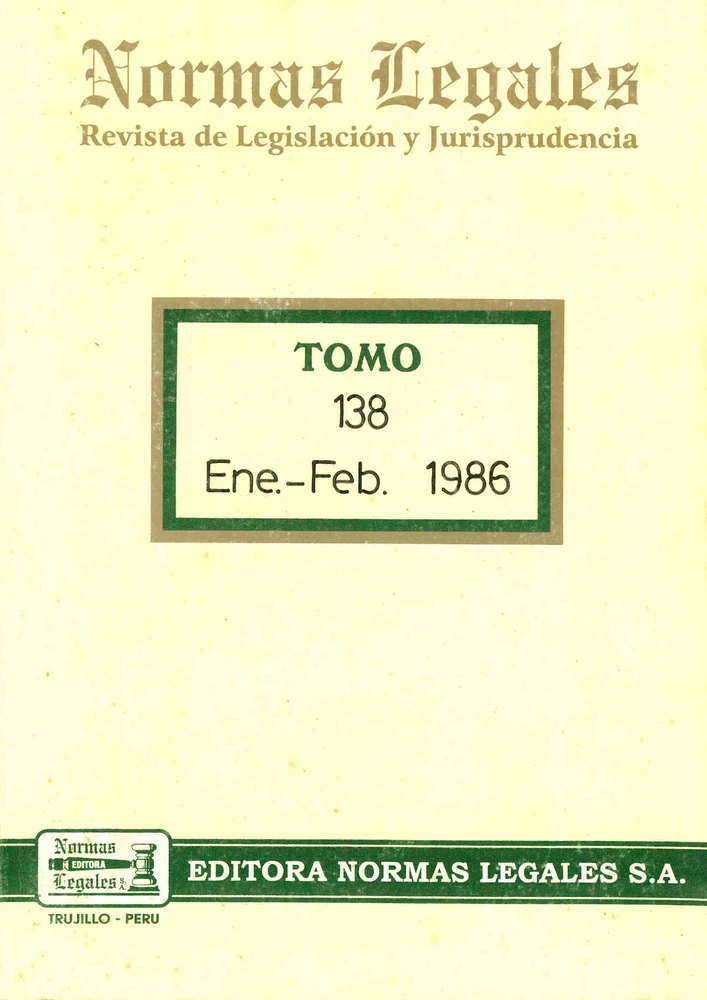 Normas Legales
Revista de Legislación y Jurisprudencia
TOMO
138
Ene.-Feb. 1986
Normas
EDITORA
Legales S.A.
EDITORA NORMAS LEGALES S.A.
TRUJILLO - PERU